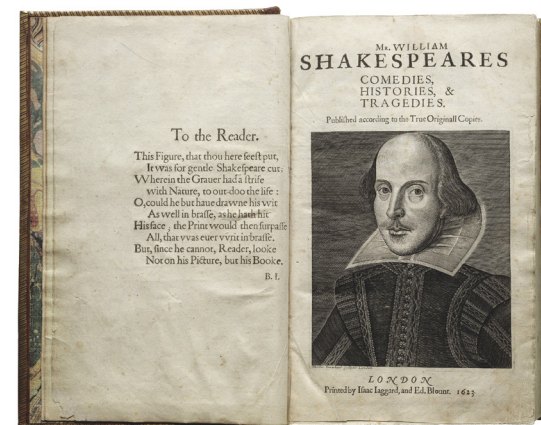 To the Reader.
This Figure, that thou here seest put,
It was for gentle Shakespeare cut:
Wherein the Grauer had a strife
with Nature, to out-doo the life :
O, could he but haue drawne his wit
As well in brasse, as he hath hit
His face ; the Print would then surpasse
All, that vvas euer vvrit in brasse.
But, since he cannot, Reader, looke
Not on his Picture, but his Booke.
B. I.
Mr. WILLIAM
SHAKESPEARES
COMEDIES,
HISTORIES, &
TRAGEDIES.
Published according to the True Originall Copies.
LONDON
Printed by Isaac Iaggard, and Ed. Blount. 1623